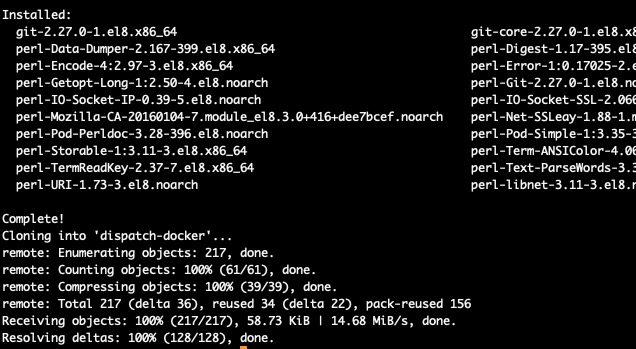 Installed:
git-2.27.0-1.el8.x86_64 git-core-2.27.0-1.el8.x8
perl-Data-Dumper-2.167-399.el8.x86_64 perl-Digest-1.17-395.el8
perl-Encode-4:2.97-3.el8.x86_64 perl-Error-1:0.17025-2.e
perl-Getopt-Long-1:2.50-4.el8.noarch perl-Git-2.27.0-1.el8.no
perl-IO-Socket-IP-0.39-5.el8.noarch perl-IO-Socket-SSL-2.066
perl-Mozilla-CA-20160104-7.module_el8.3.0+416+dee7bcef.noarch perl-Net-SSLeay-1.88-1.m
perl-Pod-Perldoc-3.28-396.el8.noarch perl-Pod-Simple-1:3.35-3
perl-Storable-1:3.11-3.el8.x86_64 perl-Term-ANSIColor-4.06
perl-TermReadKey-2.37-7.el8.x86_64 perl-Text-ParseWords-3.3
perl-URI-1.73-3.el8.noarch perl-libnet-3.11-3.el8.n
Complete!
Cloning into 'dispatch-docker'...
remote: Enumerating objects: 217, done.
remote: Counting objects: 100% (61/61), done.
remote: Compressing objects: 100% (39/39), done.
remote: Total 217 (delta 36), reused 34 (delta 22), pack-reused 156
Receiving objects: 100% (217/217), 58.73 KiB | 14.68 MiB/s, done.
Resolving deltas: 100% (128/128), done.